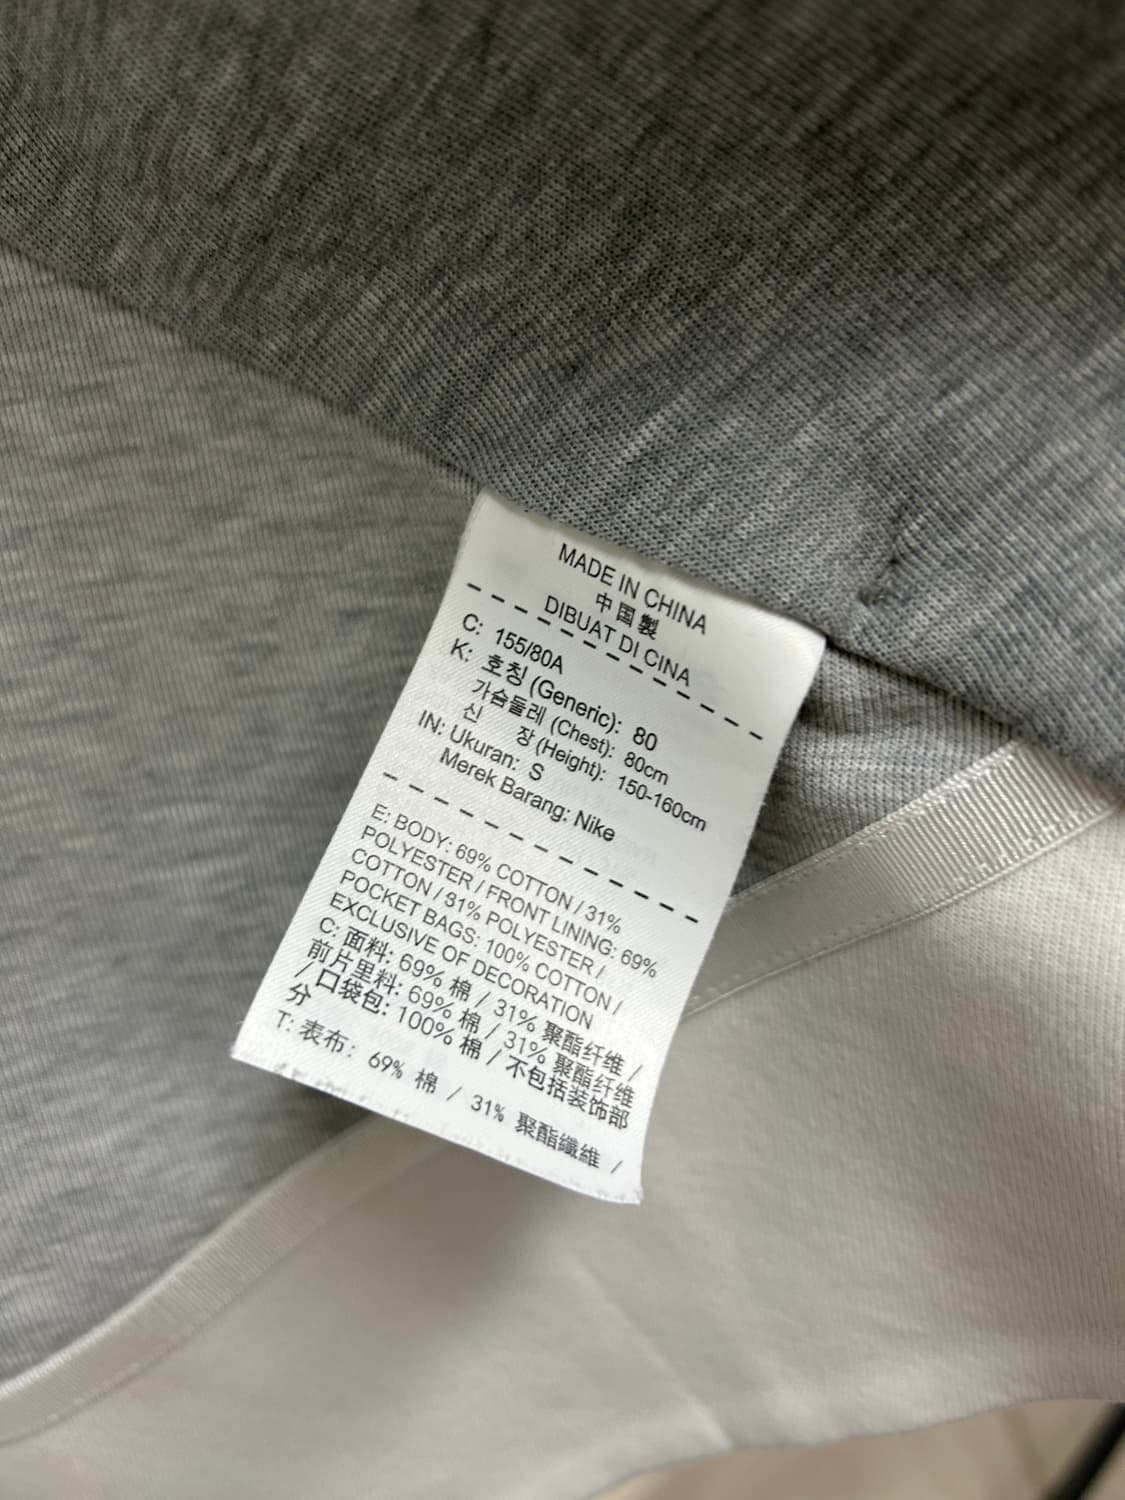 MADE IN CHINA
中国製
DIBUAT DI CINA
C: 155/80A
K: 호칭 (Generic): 80
가슴둘레 (Chest): 80cm
신 장 (Height): 150-160cm
IN: Ukuran: S
Merek Barang: Nike
E: BODY: 69% COTTON / 31%
POLYESTER / FRONT LINING: 69%
COTTON / 31% POLYESTER /
POCKET BAGS: 100% COTTON /
EXCLUSIVE OF DECORATION
C: 面料: 69% 棉 / 31% 聚酯纤维 /
前片里料: 69% 棉 / 31% 聚酯纤维
/ 口袋包: 100% 棉 / 不包括装饰部
分
T: 表布: 69% 棉 / 31% 聚酯纖維 /